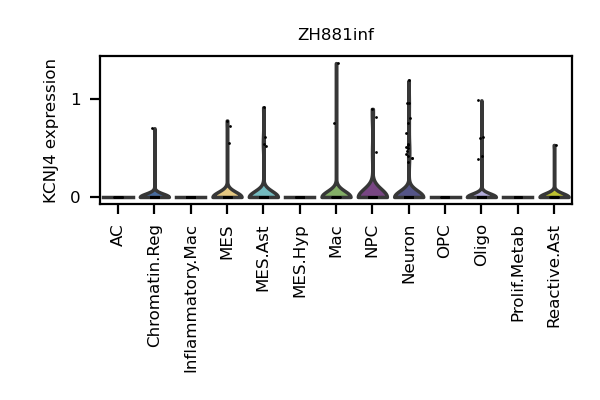 ZH881inf
KCNJ4 expression
1
0
AC
Chromatin.Reg
Inflammatory.Mac
MES
MES.Ast
MES.Hyp
Mac
NPC
Neuron
OPC
Oligo
Prolif.Metab
Reactive.Ast